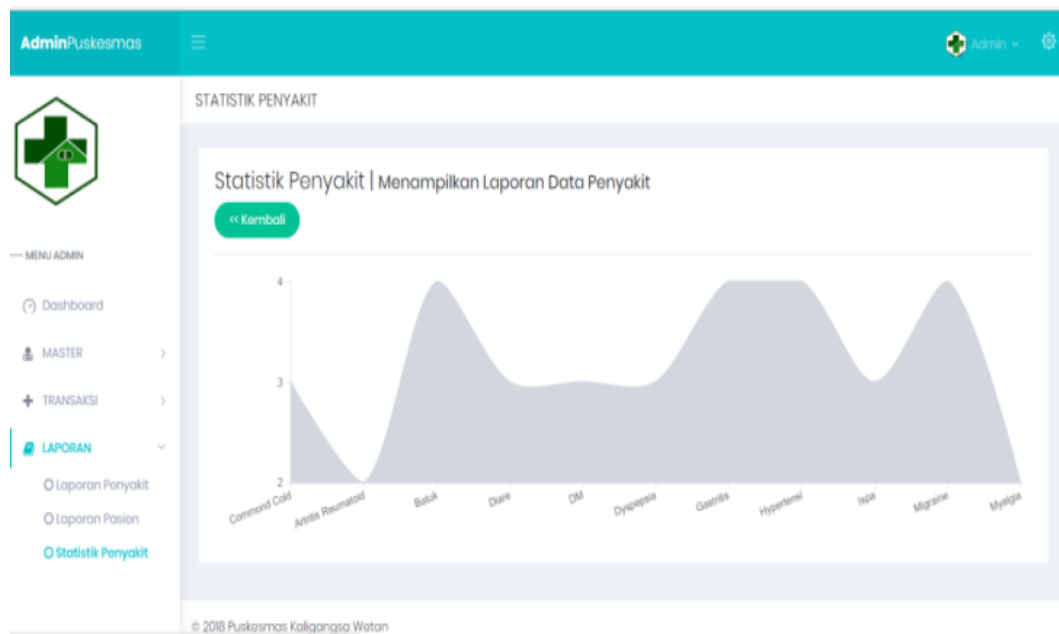 AdminPuskesmas
Admin
STATISTIK PENYAKIT
Statistik Penyakit | Menampilkan Laporan Data Penyakit
<< Kembali
--- MENU ADMIN
Dashboard
MASTER
TRANSAKSI
LAPORAN
Laporan Penyakit
Laporan Pasien
Statistik Penyakit
4
3
2
Commond Cold
Artritis Reumatoid
Batuk
Diare
DM
Dyspepsia
Gastritis
Hypertensi
Ispa
Migraine
Myalgia
© 2018 Puskesmas Kaligangsa Wetan